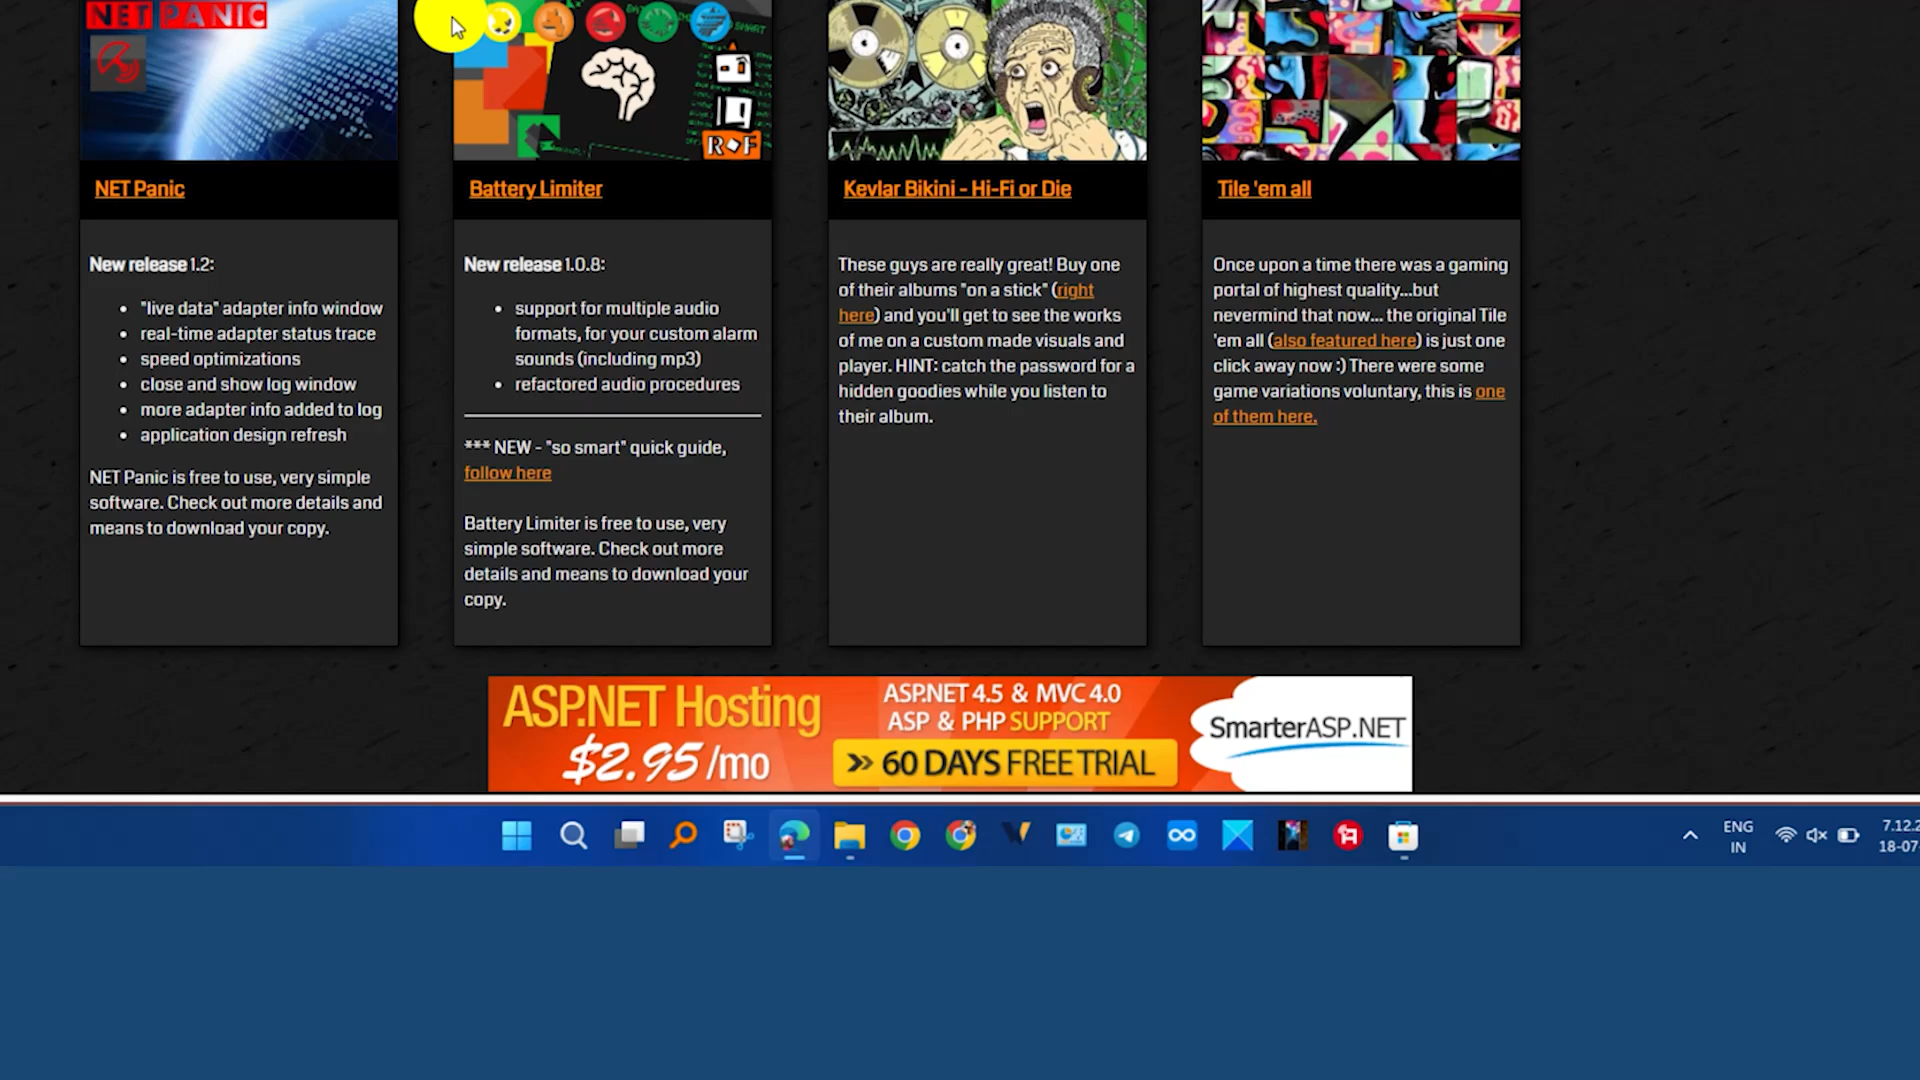 NET PANIC
SMART
R F
NET Panic
Battery Limiter
Kevlar Bikini - Hi-Fi or Die
Tile 'em all
New release 1.2:
"live data" adapter info window
real-time adapter status trace
speed optimizations
close and show log window
more adapter info added to log
application design refresh
NET Panic is free to use, very simple
software. Check out more details and
means to download your copy.
New release 1.0.8:
support for multiple audio
formats, for your custom alarm
sounds (including mp3)
refactored audio procedures
*** NEW - "so smart" quick guide,
follow here
Battery Limiter is free to use, very
simple software. Check out more
details and means to download your
copy.
These guys are really great! Buy one
of their albums "on a stick" (right
here) and you'll get to see the works
of me on a custom made visuals and
player. HINT: catch the password for a
hidden goodies while you listen to
their album.
Once upon a time there was a gaming
portal of highest quality...but
nevermind that now... the original Tile
'em all (also featured here) is just one
click away now :) There were some
game variations voluntary, this is one
of them here.
ASP.NET Hosting
$2.95/mo
ASP.NET 4.5 & MVC 4.0
ASP & PHP SUPPORT
>> 60 DAYS FREE TRIAL
SmarterASP.NET
ENG
IN
7.12.2
18-07